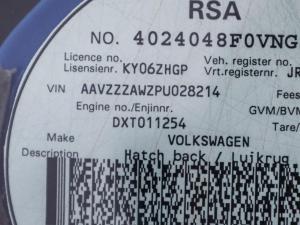 RSA
NO. 4024048F0VNG
Licence no. Veh. register no.
Lisensienr. KY06ZHGP Vrt.registernr. JR
VIN AAVZZZAWZPU028214 Fees
Engine no./Enjinnr. GVM/BVM
DXT011254
Make VOLKSWAGEN
Description Hatch back / Luikrug